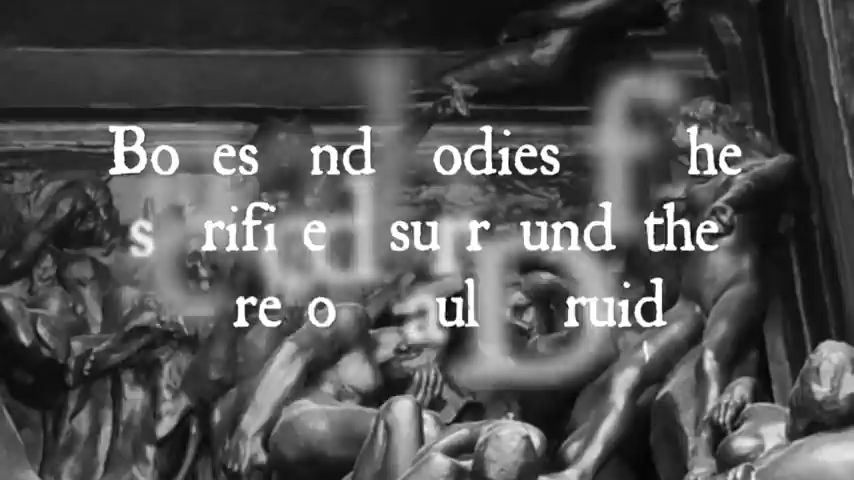 Bo es nd odies he
s rifi e su r und the
re o ul ruid